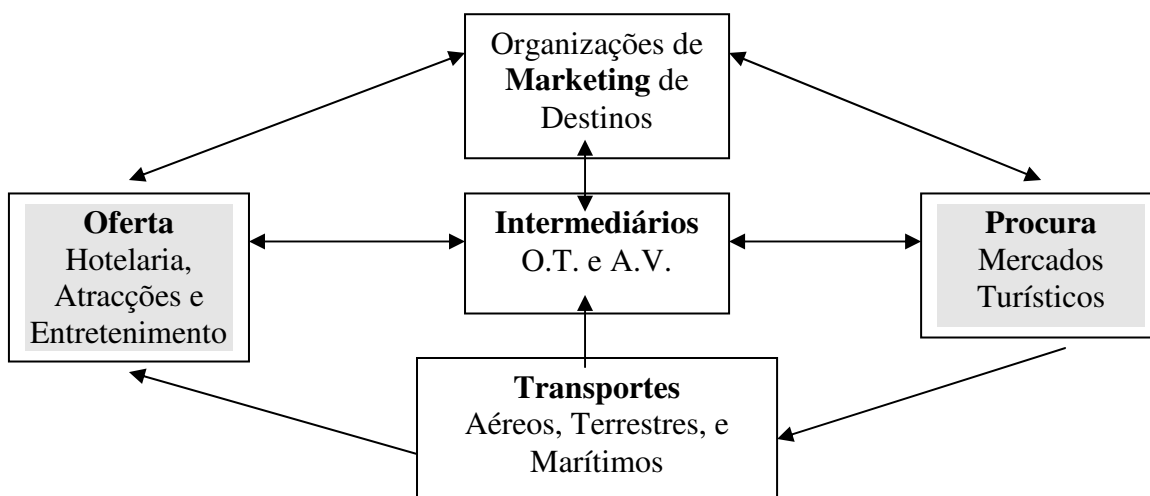 Organizações de
Marketing de
Destinos
Oferta
Hotelaria,
Atracções e
Entretenimento
Intermediários
O.T. e A.V.
Procura
Mercados
Turísticos
Transportes
Aéreos, Terrestres, e
Marítimos